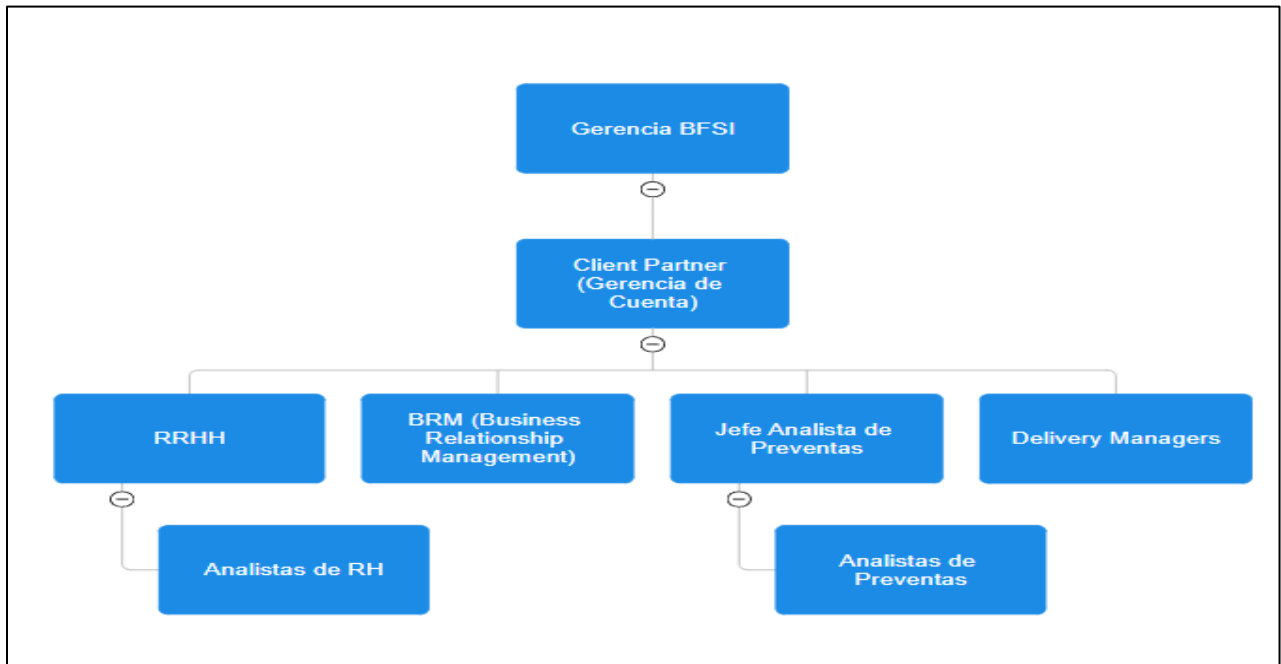 Gerencia BFSI
Client Partner
(Gerencia de
Cuenta)
RRHH
BRM (Business
Relationship
Management)
Jefe Analista de
Preventas
Delivery Managers
Analistas de RH
Analistas de
Preventas